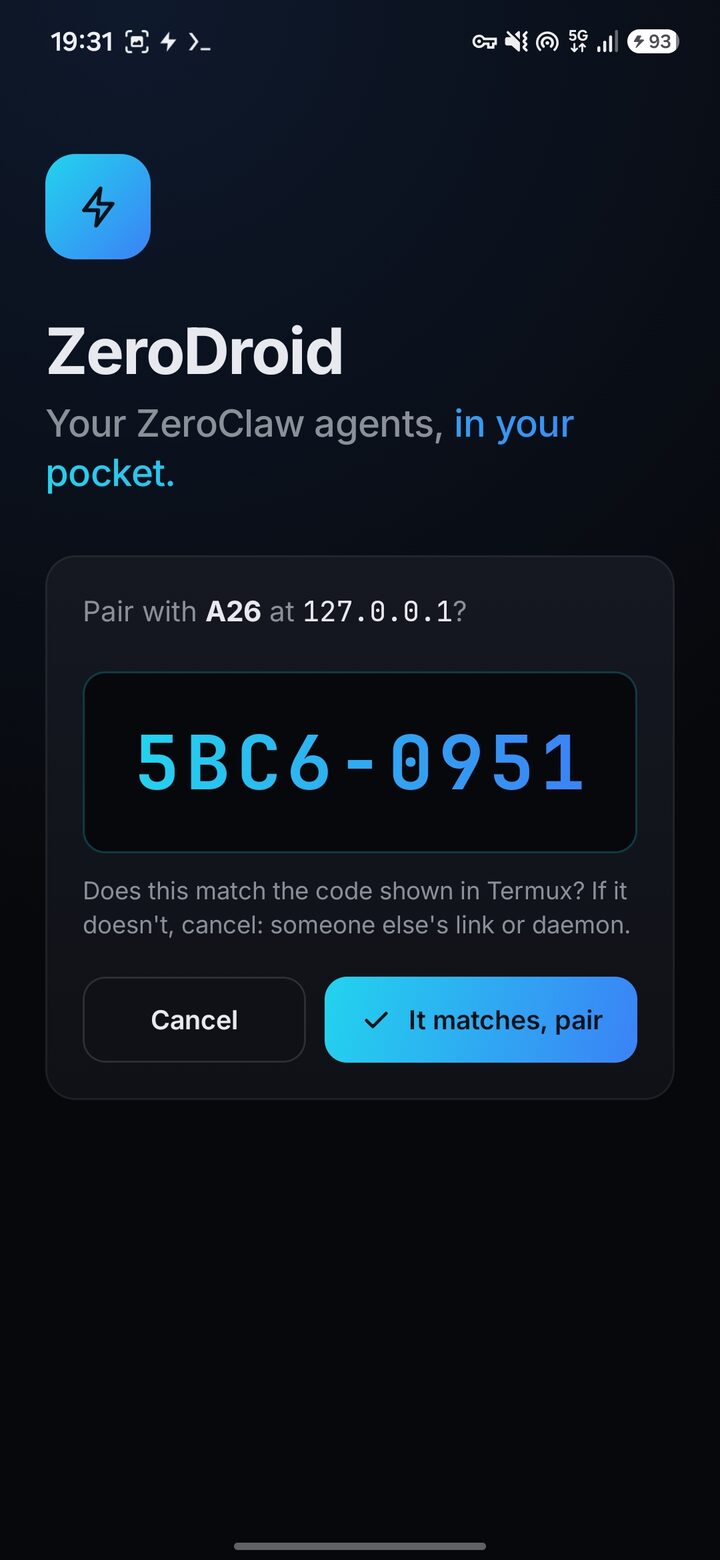 19:31
5G
93
ZeroDroid
Your ZeroClaw agents, in your
pocket.
Pair with A26 at 127.0.0.1?
5BC6-0951
Does this match the code shown in Termux? If it
doesn't, cancel: someone else's link or daemon.
Cancel
It matches, pair